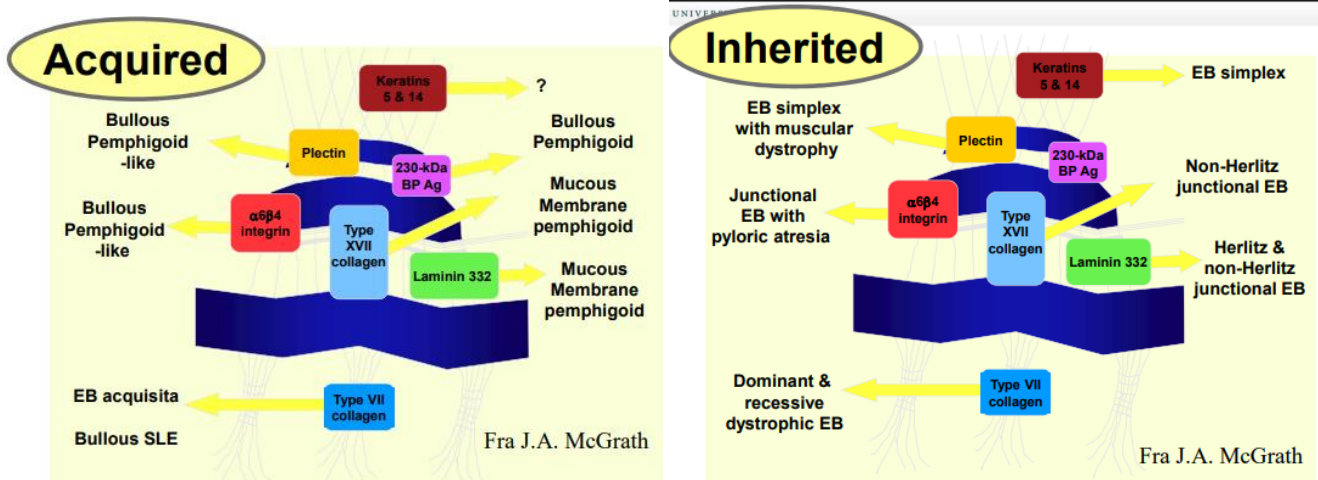 Acquired
Keratins
5 & 14
?
Bullous
Pemphigoid
-like
Plectin
230-kDa
BP Ag
Bullous
Pemphigoid
Bullous
Pemphigoid
-like
α6β4
integrin
Type
XVII
collagen
Mucous
Membrane
pemphigoid
Laminin 332
Mucous
Membrane
pemphigoid
EB acquisita
Bullous SLE
Type VII
collagen
Fra J.A. McGrath
Inherited
Keratins
5 & 14
EB simplex
EB simplex
with muscular
dystrophy
Plectin
230-kDa
BP Ag
Non-Herlitz
junctional EB
Junctional
EB with
pyloric atresia
α6β4
integrin
Type
XVII
collagen
Laminin 332
Herlitz &
non-Herlitz
junctional EB
Dominant &
recessive
dystrophic EB
Type VII
collagen
Fra J.A. McGrath